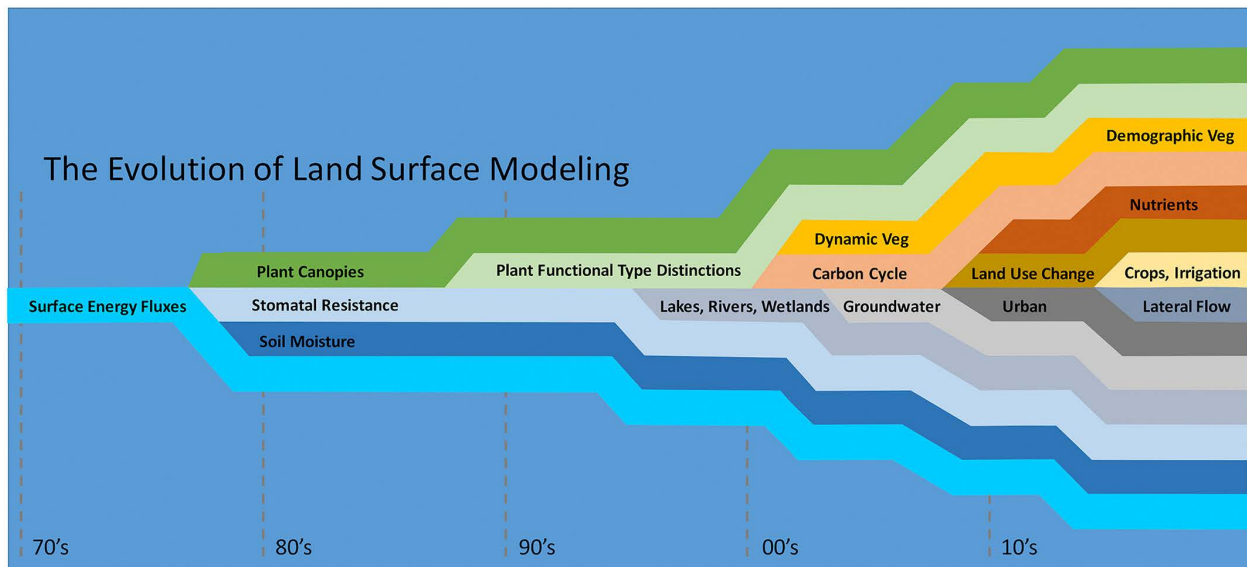 The Evolution of Land Surface Modeling
Demographic Veg
Nutrients
Dynamic Veg
Plant Canopies
Plant Functional Type Distinctions
Carbon Cycle
Land Use Change
Crops, Irrigation
Surface Energy Fluxes
Stomatal Resistance
Lakes, Rivers, Wetlands
Groundwater
Urban
Lateral Flow
Soil Moisture
70's
80's
90's
00's
10's